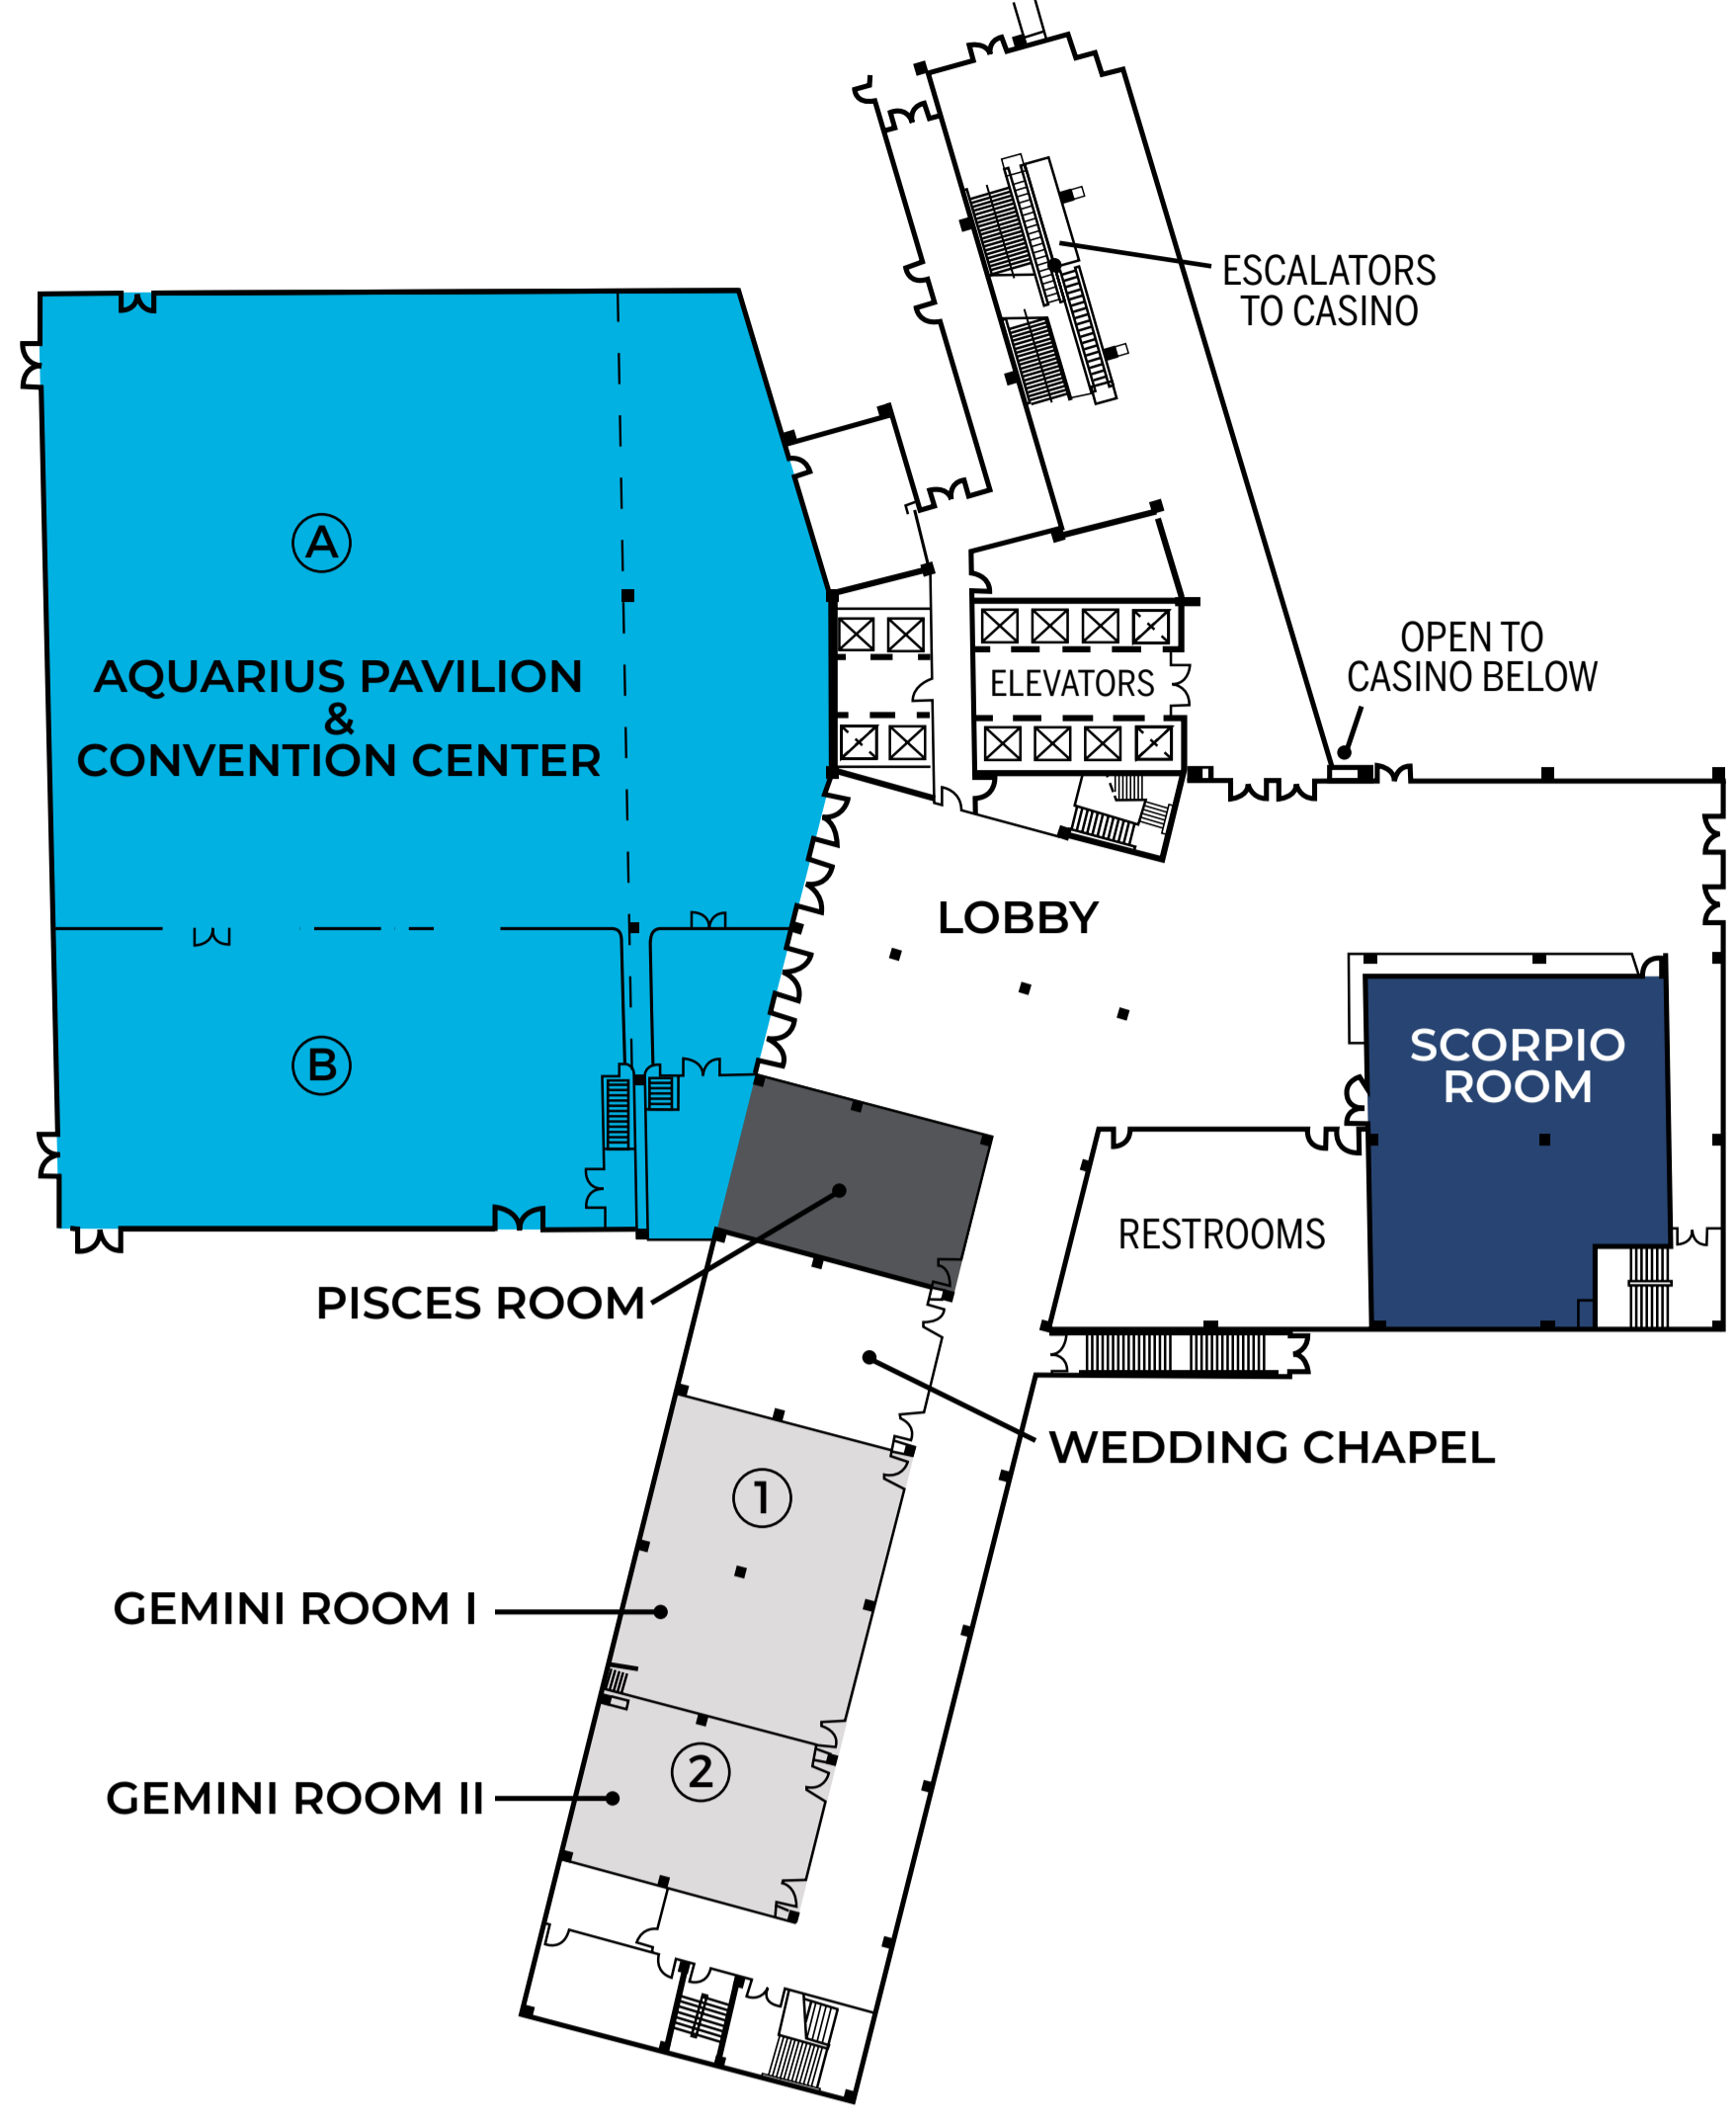 ESCALATORS
TO CASINO
A
OPEN TO
CASINO BELOW
AQUARIUS PAVILION
&
CONVENTION CENTER
ELEVATORS
LOBBY
B
SCORPIO
ROOM
RESTROOMS
PISCES ROOM
WEDDING CHAPEL
1
GEMINI ROOM I
2
GEMINI ROOM II